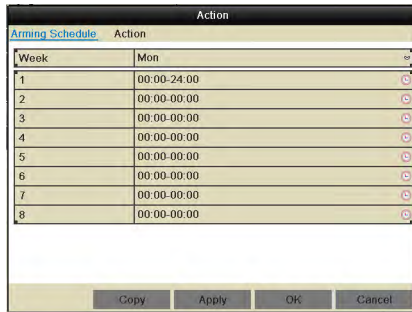 Action
Arming Schedule Action
Week Mon
1 00:00-24:00
2 00:00-00:00
3 00:00-00:00
4 00:00-00:00
5 00:00-00:00
6 00:00-00:00
7 00:00-00:00
8 00:00-00:00
Copy Apply OK Cancel